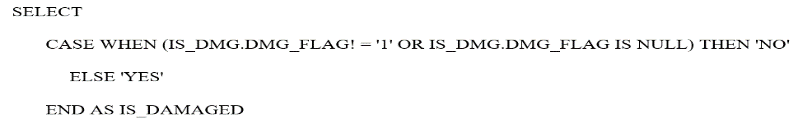 SELECT
CASE WHEN (IS_DMG.DMG_FLAG! = '1' OR IS_DMG.DMG_FLAG IS NULL) THEN 'NO'
ELSE 'YES'
END AS IS_DAMAGED